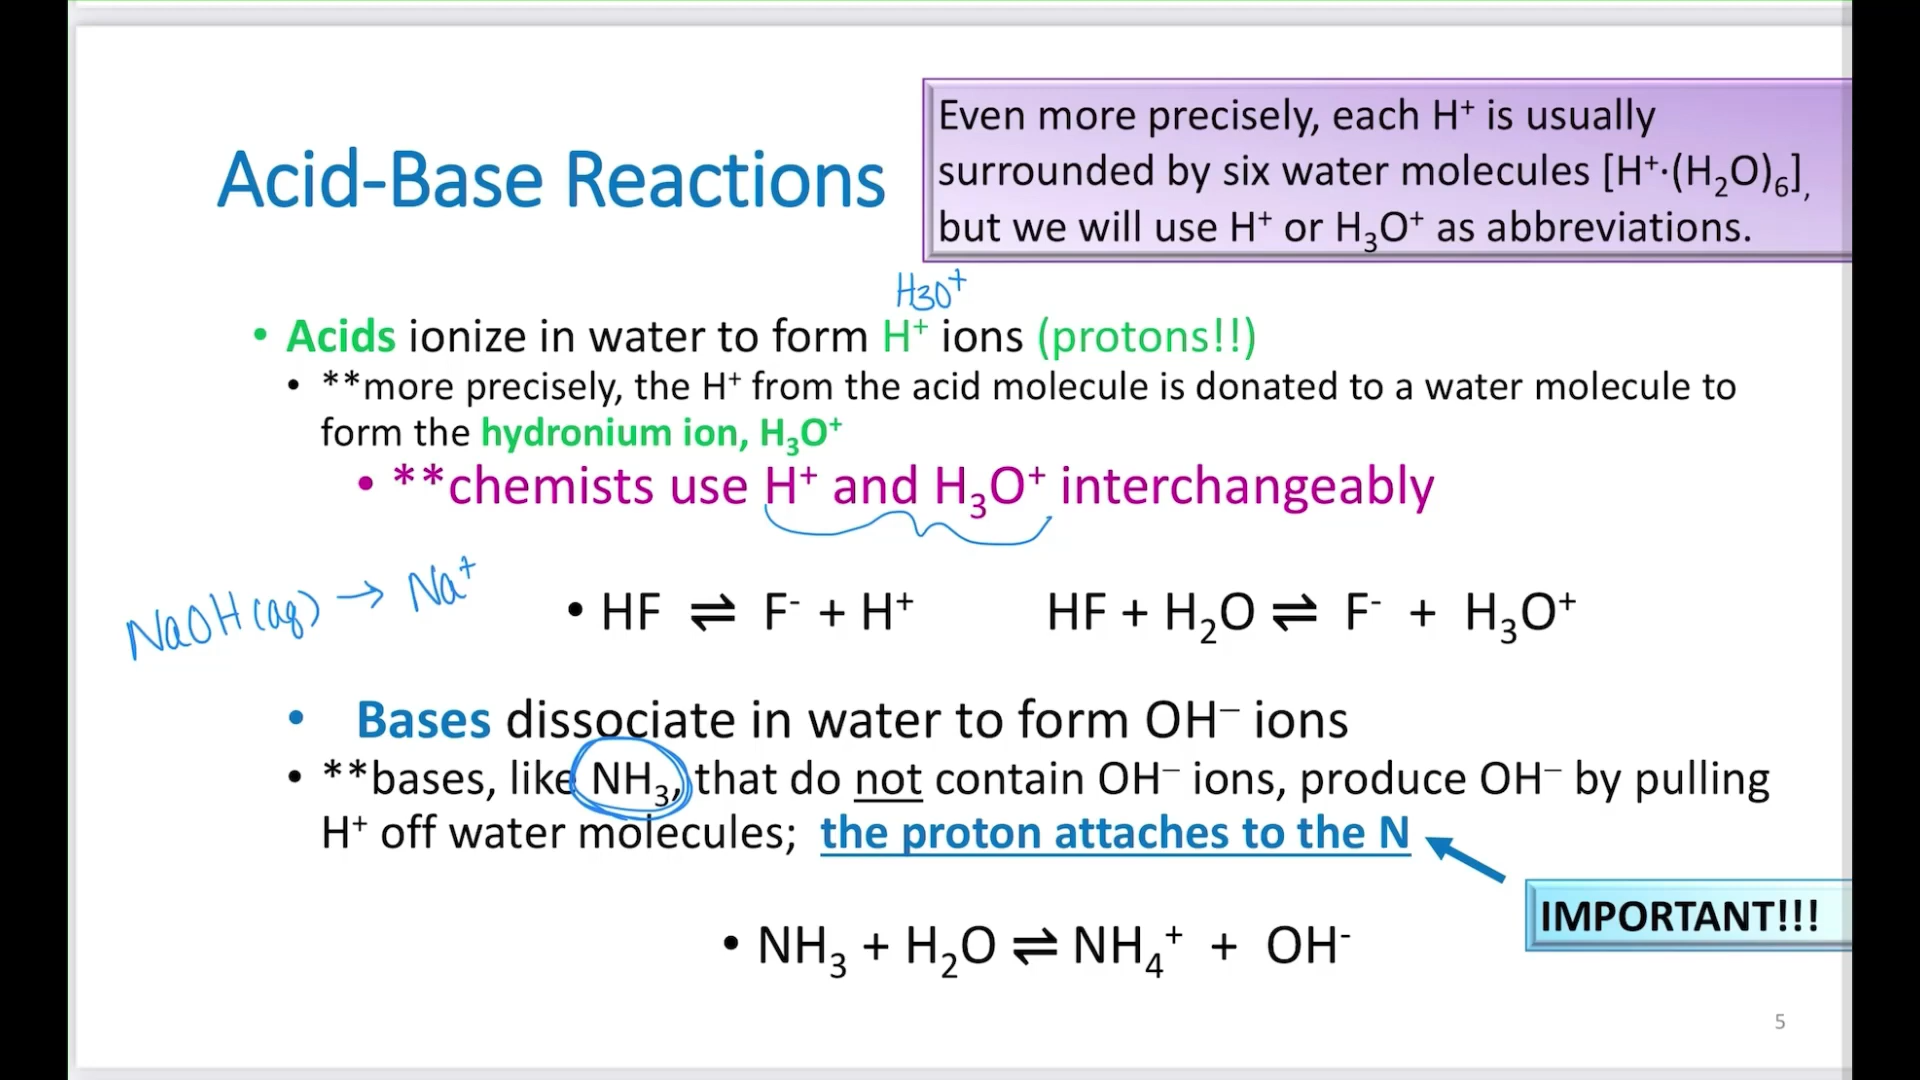 Even more precisely, each H⁺ is usually
surrounded by six water molecules [H⁺·(H₂O)₆],
but we will use H⁺ or H₃O⁺ as abbreviations.
Acid-Base Reactions
H3O⁺
• Acids ionize in water to form H⁺ ions (protons!!)
• **more precisely, the H⁺ from the acid molecule is donated to a water molecule to
form the hydronium ion, H₃O⁺
• **chemists use H⁺ and H₃O⁺ interchangeably
NaOH(aq) → Na⁺
• HF ⇌ F⁻ + H⁺ HF + H₂O ⇌ F⁻ + H₃O⁺
• Bases dissociate in water to form OH⁻ ions
• **bases, like NH₃, that do not contain OH⁻ ions, produce OH⁻ by pulling
H⁺ off water molecules; the proton attaches to the N
IMPORTANT!!!
• NH₃ + H₂O ⇌ NH₄⁺ + OH⁻
5